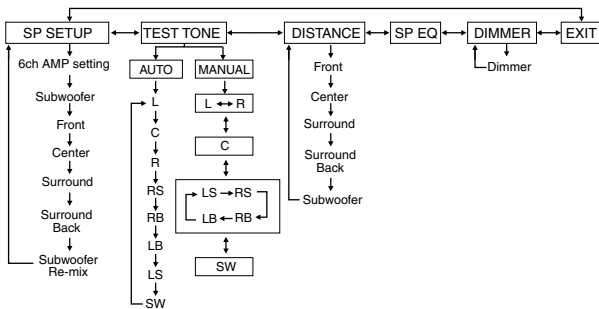 SP SETUP TEST TONE DISTANCE SP EQ DIMMER EXIT
6ch AMP setting
Subwoofer
Front
Center
Surround
Surround
Back
Subwoofer
Re-mix
AUTO
L
C
R
RS
RB
LB
LS
SW
MANUAL
L R
C
LS RS
LB RB
SW
Front
Center
Surround
Surround
Back
Subwoofer
Dimmer